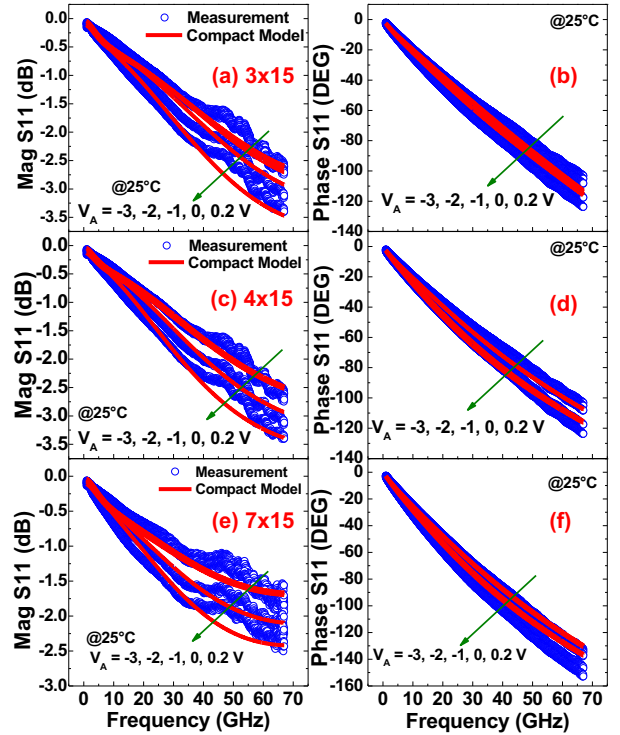 Mag S11 (dB)
0.0
-0.5
-1.0
-1.5
-2.0
-2.5
-3.0
-3.5
Measurement
Compact Model
(a) 3x15
@25°C
V_A = -3, -2, -1, 0, 0.2 V
Phase S11 (DEG)
0
-20
-40
-60
-80
-100
-120
-140
@25°C
(b)
V_A = -3, -2, -1, 0, 0.2 V
Mag S11 (dB)
0.0
-0.5
-1.0
-1.5
-2.0
-2.5
-3.0
-3.5
Measurement
Compact Model
(c) 4x15
@25°C
V_A = -3, -2, -1, 0, 0.2 V
Phase S11 (DEG)
0
-20
-40
-60
-80
-100
-120
-140
@25°C
(d)
V_A = -3, -2, -1, 0, 0.2 V
Mag S11 (dB)
0.0
-0.5
-1.0
-1.5
-2.0
-2.5
-3.0
Measurement
Compact Model
(e) 7x15
@25°C
V_A = -3, -2, -1, 0, 0.2 V
0 10 20 30 40 50 60 70
Frequency (GHz)
Phase S11 (DEG)
0
-20
-40
-60
-80
-100
-120
-140
-160
@25°C
(f)
V_A = -3, -2, -1, 0, 0.2 V
0 10 20 30 40 50 60 70
Frequency (GHz)